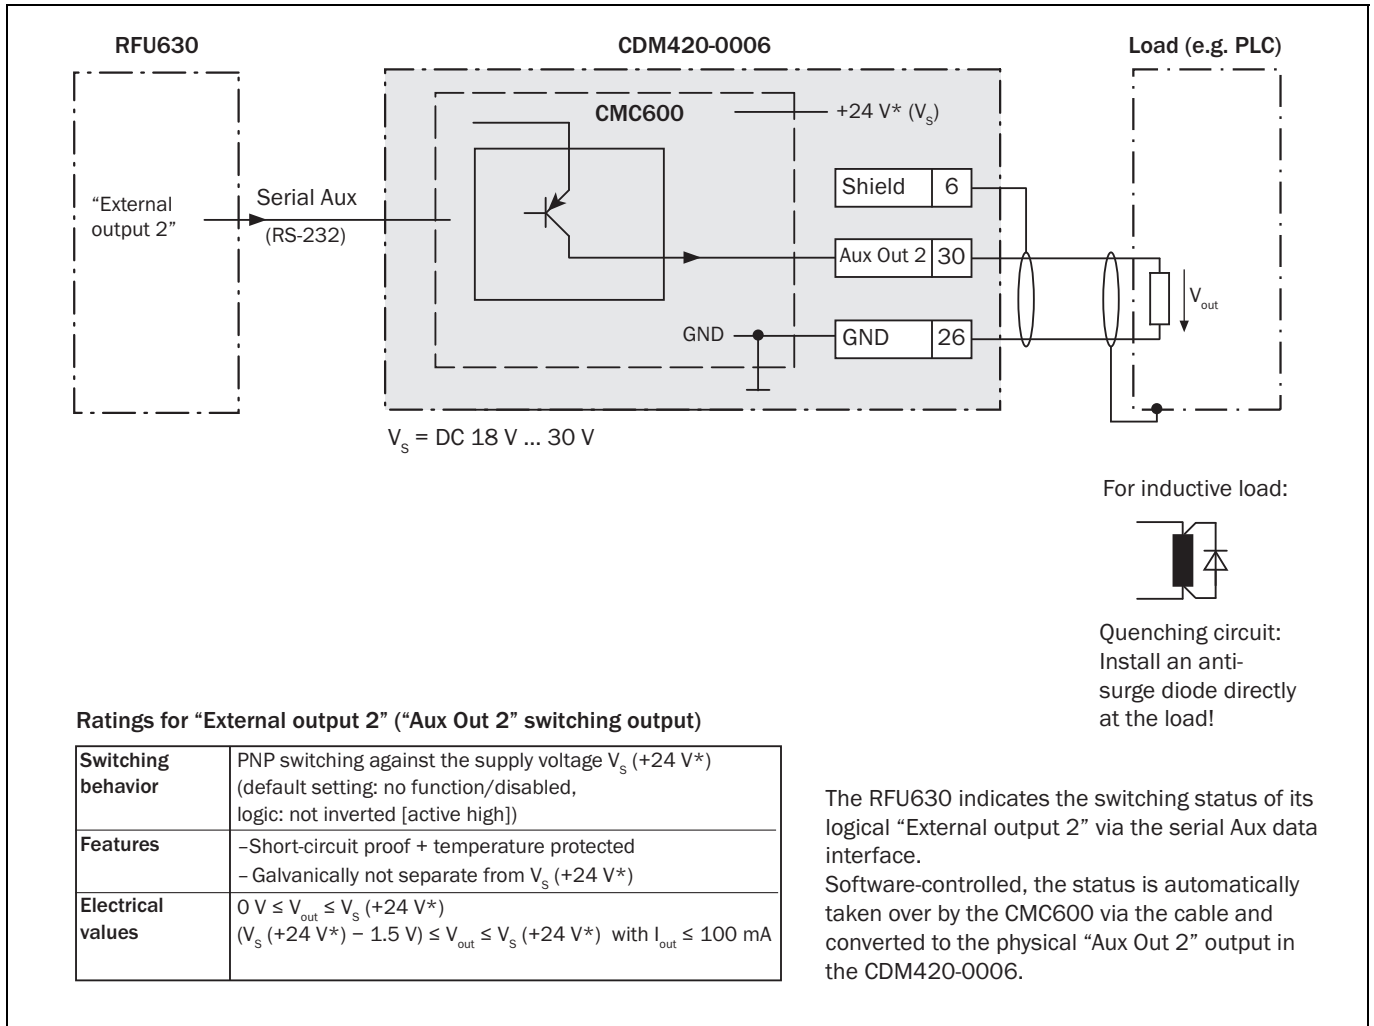 RFU630
CDM420-0006
Load (e.g. PLC)
CMC600
+24 V* (VS)
Shield 6
“External
output 2”
Serial Aux
(RS-232)
Aux Out 2 30
Vout
GND
GND 26
VS = DC 18 V ... 30 V
For inductive load:
Quenching circuit:
Install an anti-
surge diode directly
at the load!
Ratings for “External output 2” (“Aux Out 2” switching output)
Switching
behavior
PNP switching against the supply voltage VS (+24 V*)
(default setting: no function/disabled,
logic: not inverted [active high])
Features
–Short-circuit proof + temperature protected
– Galvanically not separate from VS (+24 V*)
Electrical
values
0 V ≤ Vout ≤ VS (+24 V*)
(VS (+24 V*) – 1.5 V) ≤ Vout ≤ VS (+24 V*) with Iout ≤ 100 mA
The RFU630 indicates the switching status of its
logical “External output 2” via the serial Aux data
interface.
Software-controlled, the status is automatically
taken over by the CMC600 via the cable and
converted to the physical “Aux Out 2” output in
the CDM420-0006.